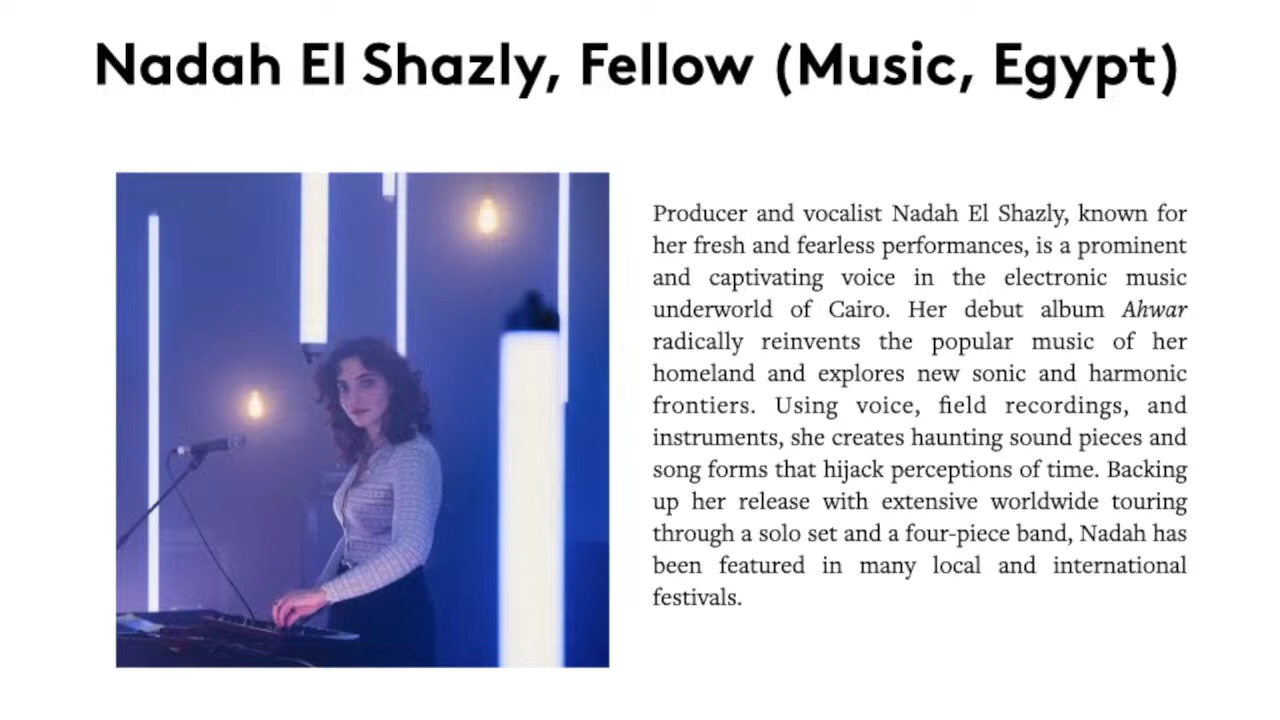 Nadah El Shazly, Fellow (Music, Egypt)
Producer and vocalist Nadah El Shazly, known for
her fresh and fearless performances, is a prominent
and captivating voice in the electronic music
underworld of Cairo. Her debut album Ahwar
radically reinvents the popular music of her
homeland and explores new sonic and harmonic
frontiers. Using voice, field recordings, and
instruments, she creates haunting sound pieces and
song forms that hijack perceptions of time. Backing
up her release with extensive worldwide touring
through a solo set and a four-piece band, Nadah has
been featured in many local and international
festivals.